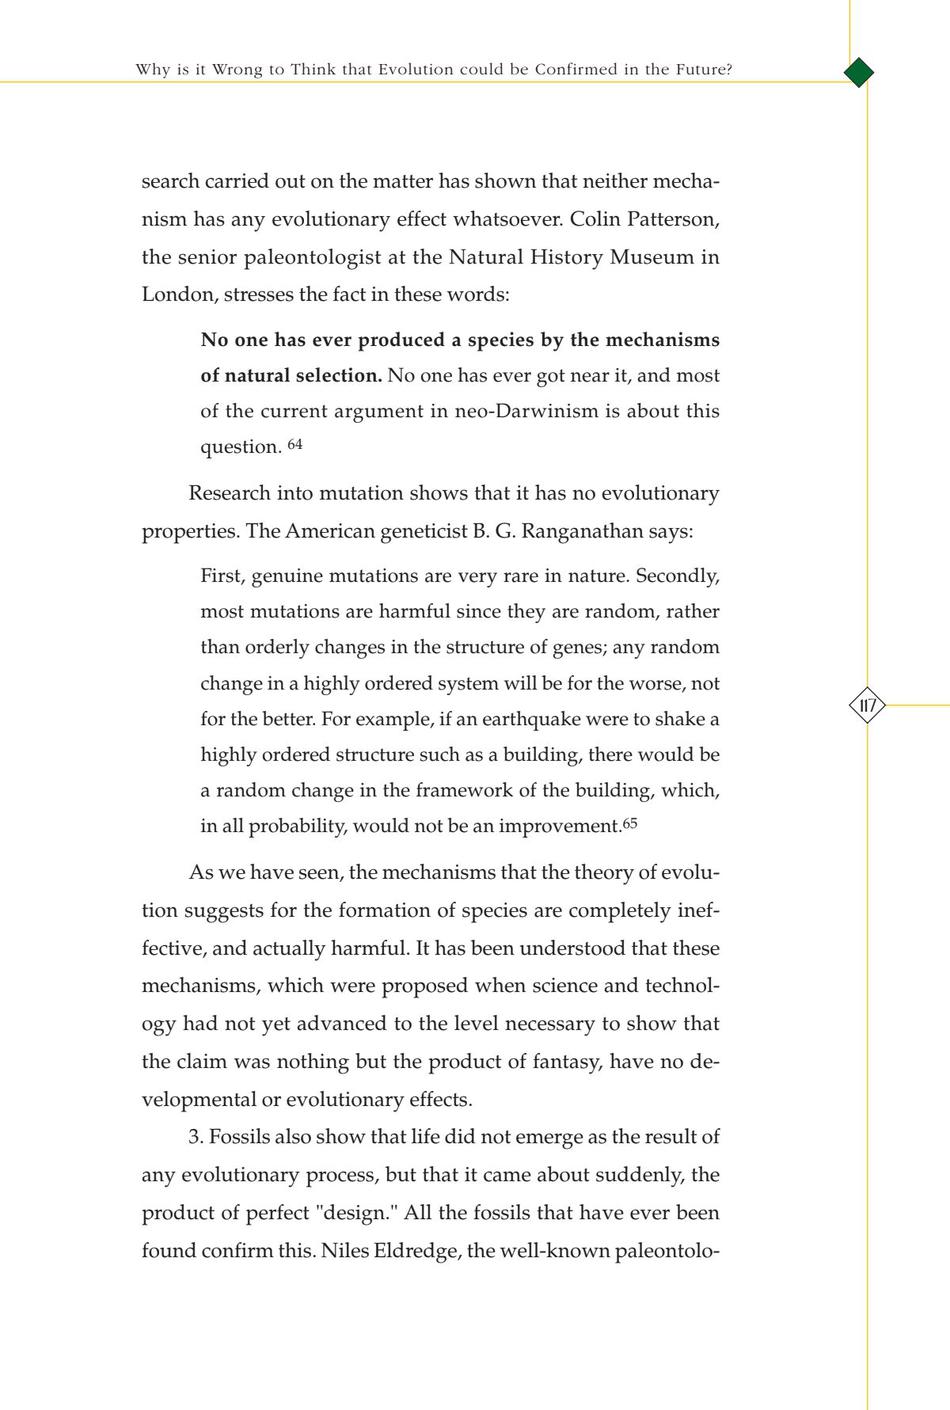 Why is it Wrong to Think that Evolution could be Confirmed in the Future?
search carried out on the matter has shown that neither mecha-
nism has any evolutionary effect whatsoever. Colin Patterson,
the senior paleontologist at the Natural History Museum in
London, stresses the fact in these words:
No one has ever produced a species by the mechanisms
of natural selection. No one has ever got near it, and most
of the current argument in neo-Darwinism is about this
question. 64
Research into mutation shows that it has no evolutionary
properties. The American geneticist B. G. Ranganathan says:
First, genuine mutations are very rare in nature. Secondly,
most mutations are harmful since they are random, rather
than orderly changes in the structure of genes; any random
change in a highly ordered system will be for the worse, not
for the better. For example, if an earthquake were to shake a
highly ordered structure such as a building, there would be
a random change in the framework of the building, which,
in all probability, would not be an improvement.65
As we have seen, the mechanisms that the theory of evolu-
tion suggests for the formation of species are completely inef-
fective, and actually harmful. It has been understood that these
mechanisms, which were proposed when science and technol-
ogy had not yet advanced to the level necessary to show that
the claim was nothing but the product of fantasy, have no de-
velopmental or evolutionary effects.
3. Fossils also show that life did not emerge as the result of
any evolutionary process, but that it came about suddenly, the
product of perfect "design." All the fossils that have ever been
found confirm this. Niles Eldredge, the well-known paleontolo-
117